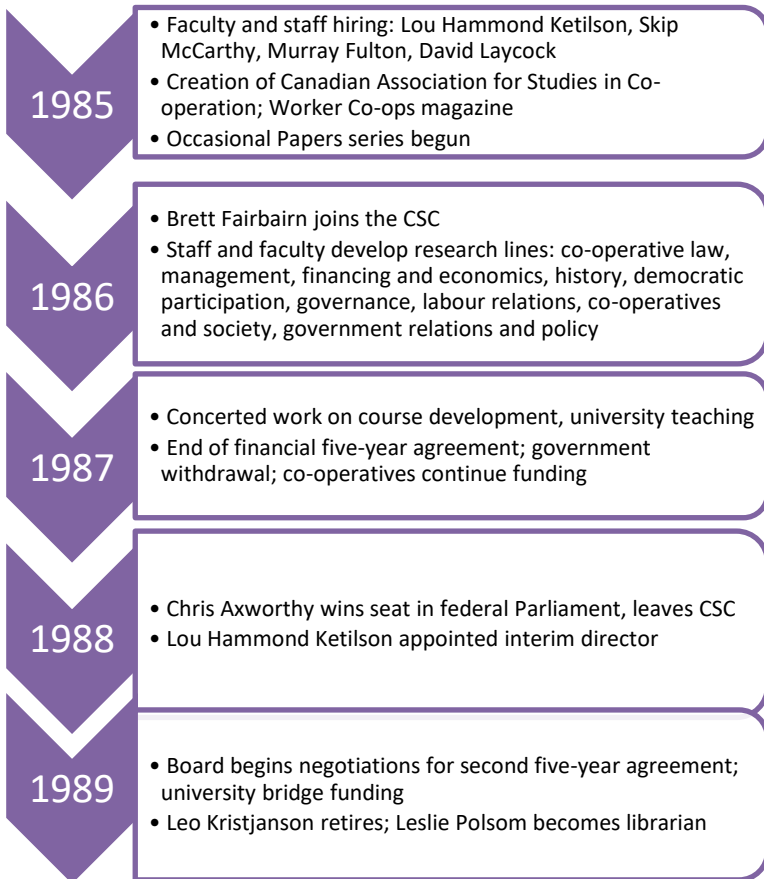 1985
• Faculty and staff hiring: Lou Hammond Ketilson, Skip
McCarthy, Murray Fulton, David Laycock
• Creation of Canadian Association for Studies in Co-
operation; Worker Co-ops magazine
• Occasional Papers series begun
1986
• Brett Fairbairn joins the CSC
• Staff and faculty develop research lines: co-operative law,
management, financing and economics, history, democratic
participation, governance, labour relations, co-operatives
and society, government relations and policy
1987
• Concerted work on course development, university teaching
• End of financial five-year agreement; government
withdrawal; co-operatives continue funding
1988
• Chris Axworthy wins seat in federal Parliament, leaves CSC
• Lou Hammond Ketilson appointed interim director
1989
• Board begins negotiations for second five-year agreement;
university bridge funding
• Leo Kristjanson retires; Leslie Polsom becomes librarian